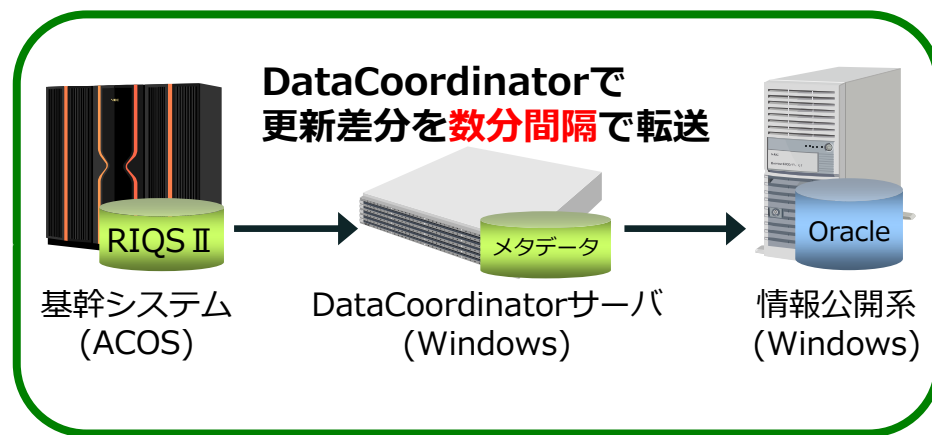 DataCoordinatorで
更新差分を数分間隔で転送
RIQSⅡ
メタデータ
Oracle
基幹システム
(ACOS)
DataCoordinatorサーバ
(Windows)
情報公開系
(Windows)